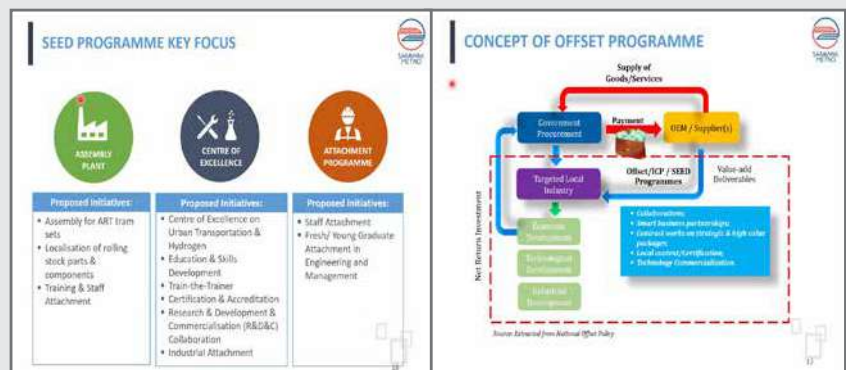 SEED PROGRAMME KEY FOCUS
SARAWAK
METRO
ASSEMBLY
PLANT
CENTRE OF
EXCELLENCE
ATTACHMENT
PROGRAMME
Proposed Initiatives:
• Assembly for ART tram
sets
• Localisation of rolling
stock parts &
components
• Training & Staff
Attachment
Proposed Initiatives:
• Centre of Excellence on
Urban Transportation &
Hydrogen
• Education & Skills
Development
• Train-the-Trainer
• Certification & Accreditation
• Research & Development &
Commercialisation (R&D&C)
Collaboration
• Industrial Attachment
Proposed Initiatives:
• Staff Attachment
• Fresh/ Young Graduate
Attachment in
Engineering and
Management
CONCEPT OF OFFSET PROGRAMME
SARAWAK
METRO
Supply of
Goods/Services
Government
Procurement
Payment
OEM / Supplier(s)
Targeted Local
Industry
Offset/ICP / SEED
Programmes
Value-add
Deliverables
Net Return Investment
Economic
Development
Technological
Development
Industrial
Development
• Collaborations;
• Smart business partnerships;
• Contract works on strategic & high value
packages;
• Local content/Certification;
• Technology Commercialization.
Source: Extracted from National Offset Policy